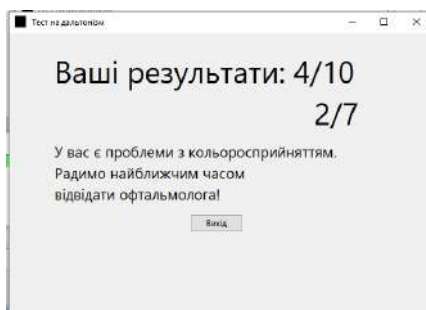 Тест на дальтонізм
Ваші результати: 4/10
2/7
У вас є проблеми з кольоросприйняттям.
Радимо найближчим часом
відвідати офтальмолога!
Вихід